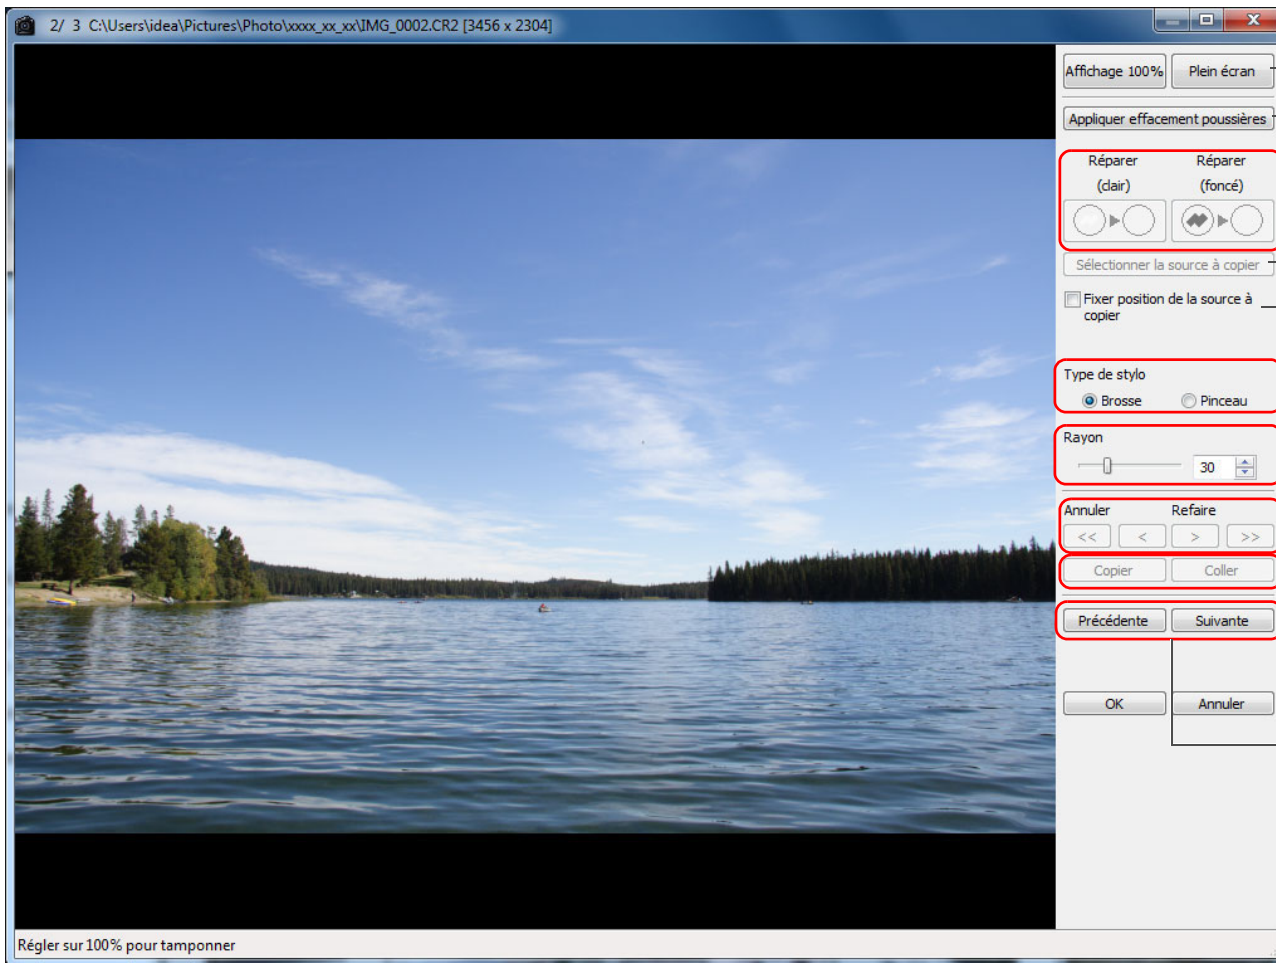 2/ 3 C:\Users\idea\Pictures\Photo\xxxx_xx_xx\IMG_0002.CR2 [3456 x 2304]
Affichage 100% Plein écran
Appliquer effacement poussières
Réparer Réparer
(clair) (foncé)
Sélectionner la source à copier
Fixer position de la source à
copier
Type de stylo
Brosse Pinceau
Rayon
30
Annuler Refaire
<< < > >>
Copier Coller
Précédente Suivante
OK Annuler
Régler sur 100% pour tamponner